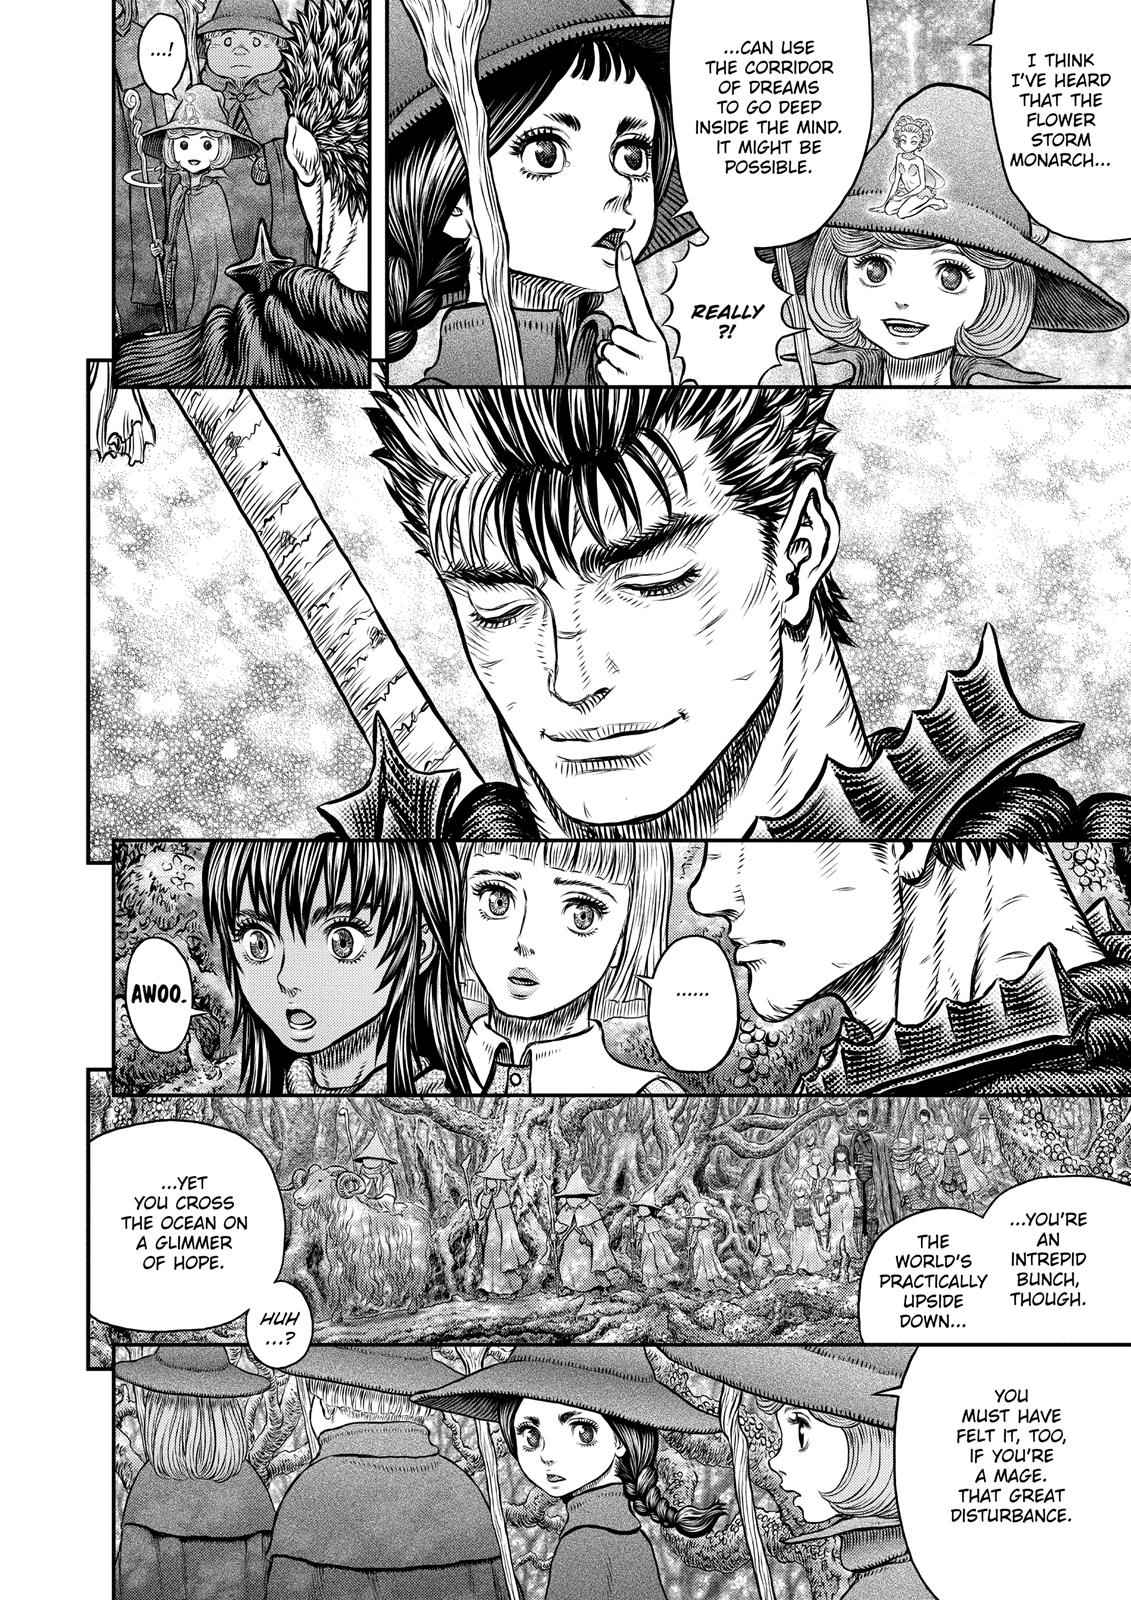 I THINK
I'VE HEARD
THAT THE
FLOWER
STORM
MONARCH...
...CAN USE
THE CORRIDOR
OF DREAMS
TO GO DEEP
INSIDE THE MIND.
IT MIGHT BE
POSSIBLE.
REALLY
?!
...!
......
AWOO.
...YOU'RE
AN
INTREPID
BUNCH,
THOUGH.
THE
WORLD'S
PRACTICALLY
UPSIDE
DOWN...
...YET
YOU CROSS
THE OCEAN ON
A GLIMMER
OF HOPE.
HUH
...?
YOU
MUST HAVE
FELT IT, TOO,
IF YOU'RE
A MAGE.
THAT GREAT
DISTURBANCE.